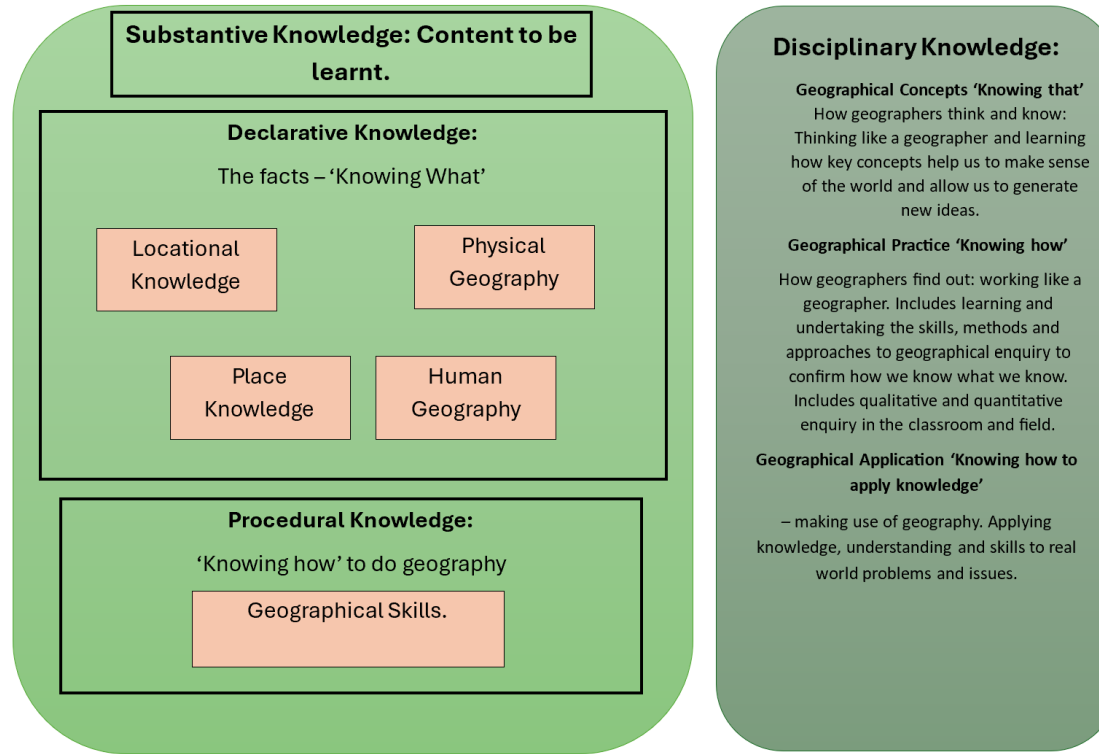 Substantive Knowledge: Content to be
learnt.
Declarative Knowledge:
The facts – ‘Knowing What’
Locational
Knowledge
Physical
Geography
Place
Knowledge
Human
Geography
Procedural Knowledge:
‘Knowing how’ to do geography
Geographical Skills.
Disciplinary Knowledge:
Geographical Concepts ‘Knowing that’
How geographers think and know:
Thinking like a geographer and learning
how key concepts help us to make sense
of the world and allow us to generate
new ideas.
Geographical Practice ‘Knowing how’
How geographers find out: working like a
geographer. Includes learning and
undertaking the skills, methods and
approaches to geographical enquiry to
confirm how we know what we know.
Includes qualitative and quantitative
enquiry in the classroom and field.
Geographical Application ‘Knowing how to
apply knowledge’
– making use of geography. Applying
knowledge, understanding and skills to real
world problems and issues.